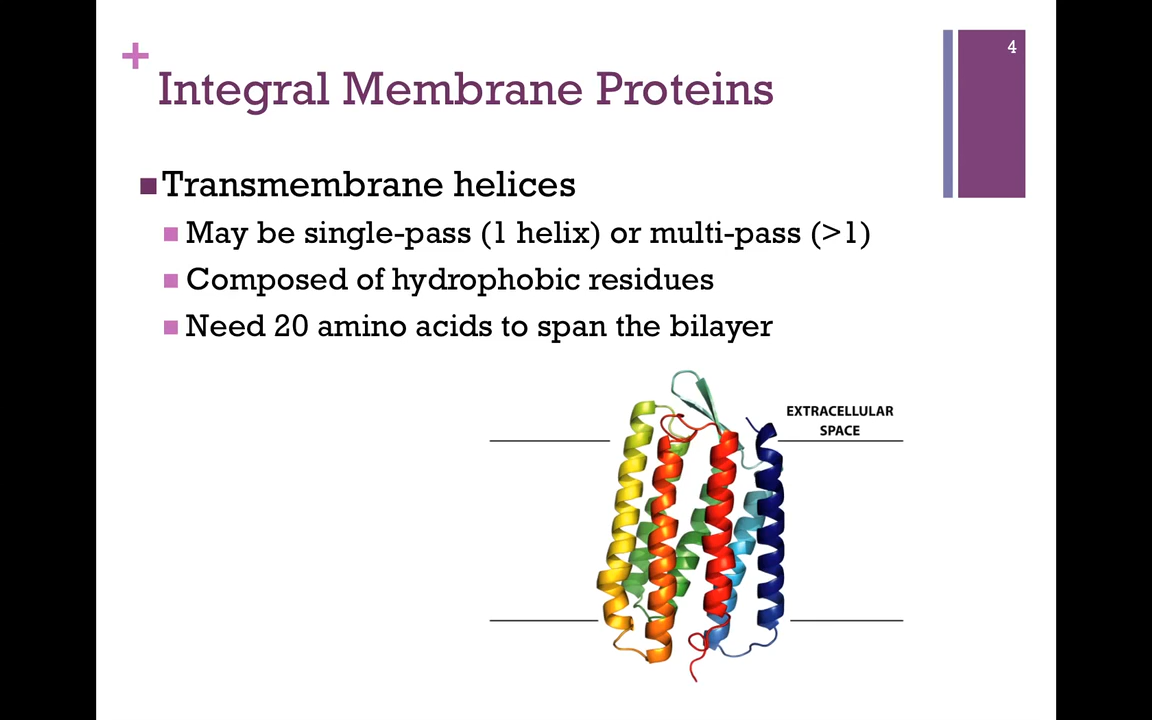 4
+
Integral Membrane Proteins
Transmembrane helices
May be single-pass (1 helix) or multi-pass (>1)
Composed of hydrophobic residues
Need 20 amino acids to span the bilayer
EXTRACELLULAR
SPACE